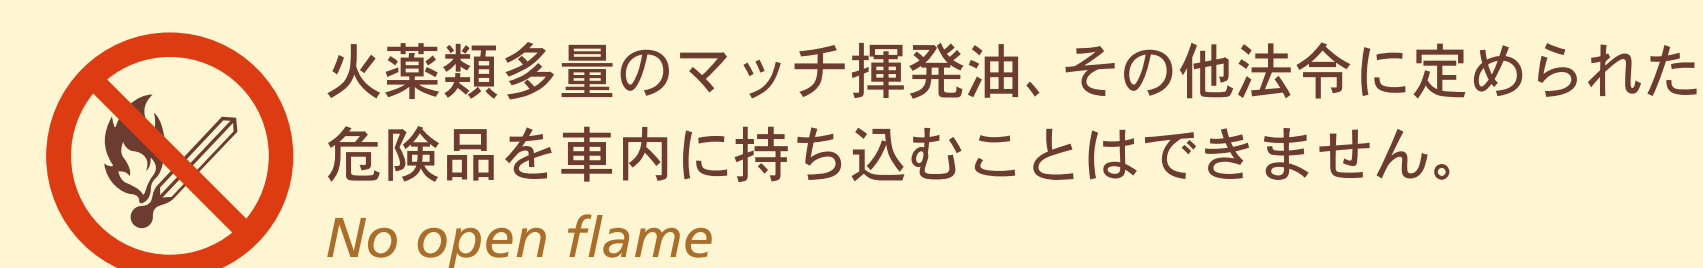 火薬類多量のマッチ揮発油、その他法令に定められた
危険品を車内に持ち込むことはできません。
No open flame